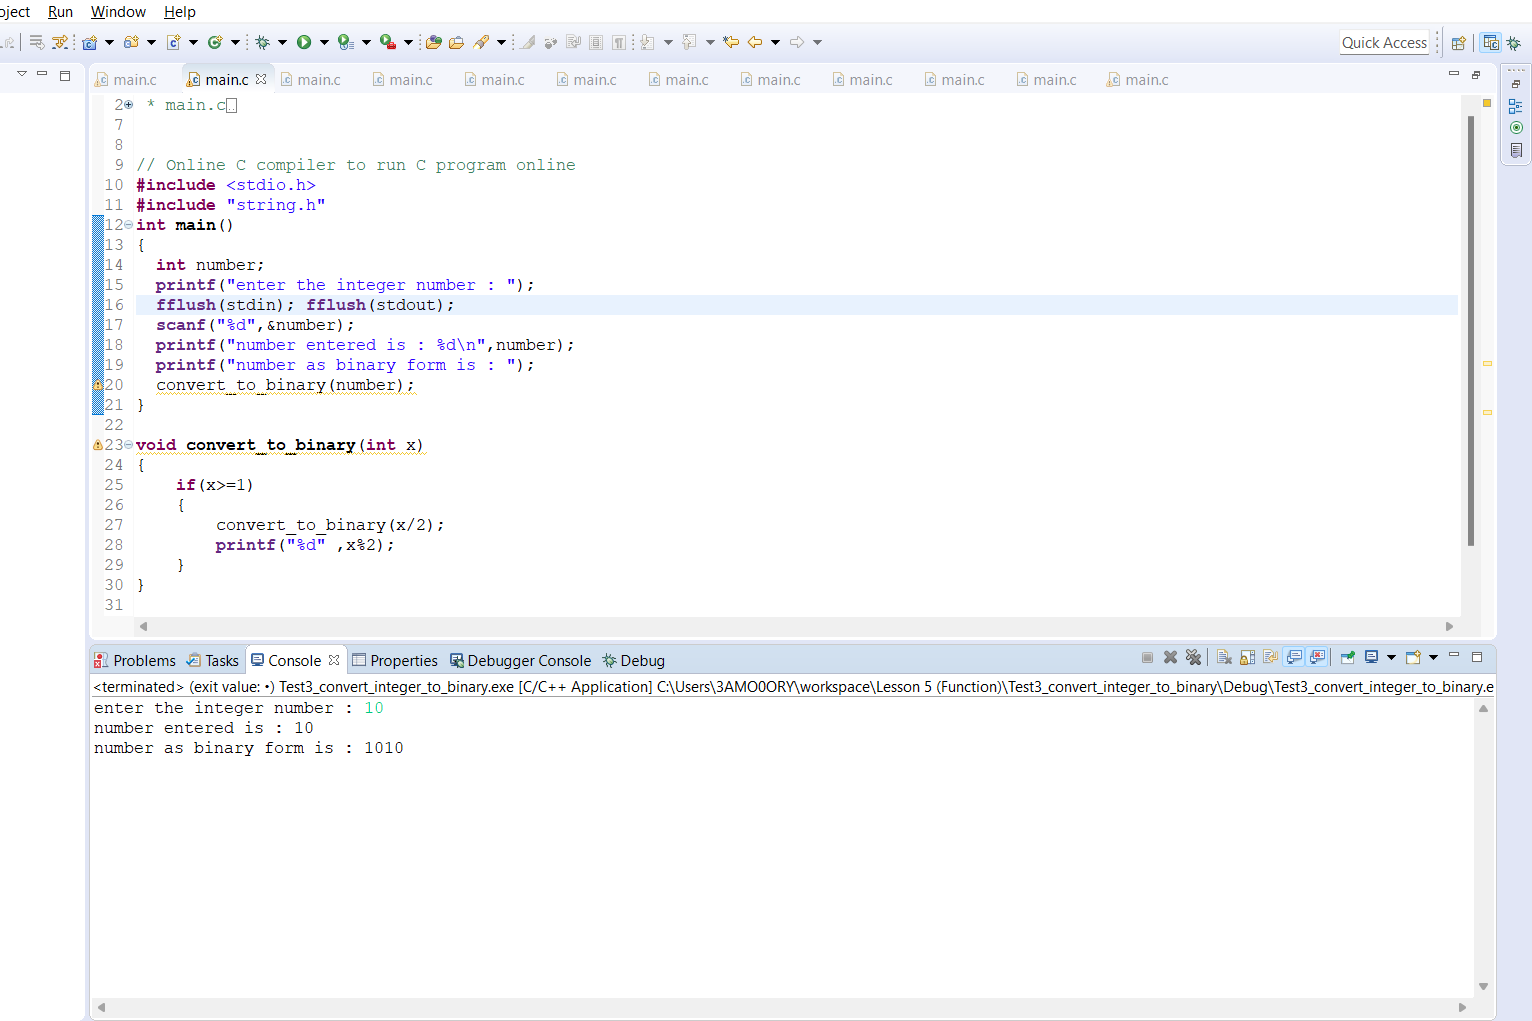 oject Run Window Help
Quick Access
main.c main.c main.c main.c main.c main.c main.c main.c main.c main.c main.c main.c
2 * main.c
7
8
9 // Online C compiler to run C program online
10 #include <stdio.h>
11 #include "string.h"
12 int main()
13 {
14 int number;
15 printf("enter the integer number : ");
16 fflush(stdin); fflush(stdout);
17 scanf("%d",&number);
18 printf("number entered is : %d\n",number);
19 printf("number as binary form is : ");
20 convert_to_binary(number);
21 }
22
23 void convert_to_binary(int x)
24 {
25 if(x>=1)
26 {
27 convert_to_binary(x/2);
28 printf("%d" ,x%2);
29 }
30 }
31
Problems Tasks Console Properties Debugger Console Debug
<terminated> (exit value: •) Test3_convert_integer_to_binary.exe [C/C++ Application] C:\Users\3AMO0ORY\workspace\Lesson 5 (Function)\Test3_convert_integer_to_binary\Debug\Test3_convert_integer_to_binary.e
enter the integer number : 10
number entered is : 10
number as binary form is : 1010